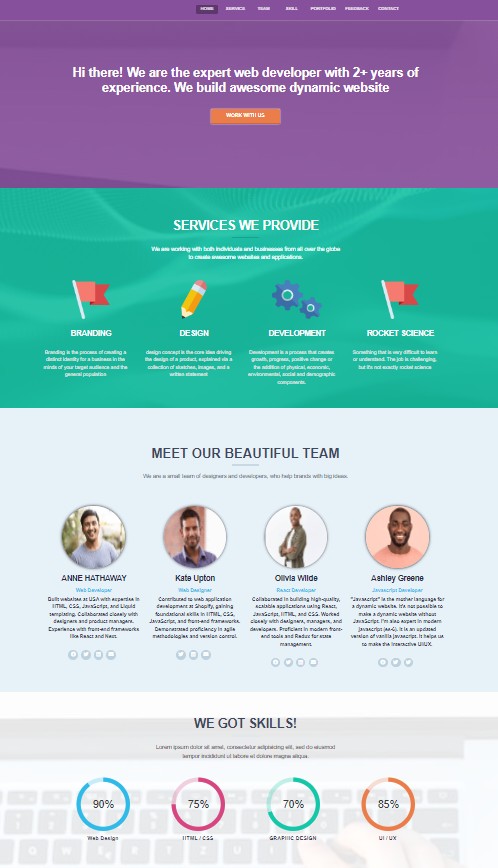 HOME SERVICE TEAM SKILL PORTFOLIO FEEDBACK CONTACT
Hi there! We are the expert web developer with 2+ years of
experience. We build awesome dynamic website
WORK WITH US
SERVICES WE PROVIDE
We are working with both individuals and businesses from all over the globe
to create awesome websites and applications.
BRANDING
Branding is the process of creating a
distinct identity for a business in the
minds of your target audience and the
general population
DESIGN
design concept is the core idea driving
the design of a product, explained via a
collection of sketches, images, and a
written statement
DEVELOPMENT
Development is a process that creates
growth, progress, positive change or
the addition of physical, economic,
environmental, social and demographic
components.
ROCKET SCIENCE
Something that is very difficult to learn
or understand. The job is challenging,
but it's not exactly rocket science
MEET OUR BEAUTIFUL TEAM
We are a small team of designers and developers, who help brands with big ideas.
ANNE HATHAWAY
Web Developer
Built websites at USA with expertise in
HTML, CSS, JavaScript, and Liquid
templating. Collaborated closely with
designers and product managers.
Experience with front-end frameworks
like React and Next.
Kate Upton
Web Designer
Contributed to web application
development at Shopify, gaining
foundational skills in HTML, CSS,
JavaScript, and front-end frameworks.
Demonstrated proficiency in agile
methodologies and version control.
Olivia Wilde
React Developer
Collaborated in building high-quality,
scalable applications using React,
JavaScript, HTML, and CSS. Worked
closely with designers, managers, and
developers. Proficient in modern front-
end tools and Redux for state
management.
Ashley Greene
Javascript Developer
"Javascript" is the mother language for
a dynamic website. It's not possible to
make a dynamic website without
JavaScript. I'm also expert in modern
Javascript (es-6). It is an updated
version of vanilla javascript. It helps us
to make the interactive UI/UX.
WE GOT SKILLS!
Lorem ipsum dolor sit amet, consectetur adipisicing elit, sed do eiusmod
tempor incididunt ut labore et dolore magna aliqua.
90% 75% 70% 85%
Web Design HTML / CSS GRAPHIC DESIGN UI / UX